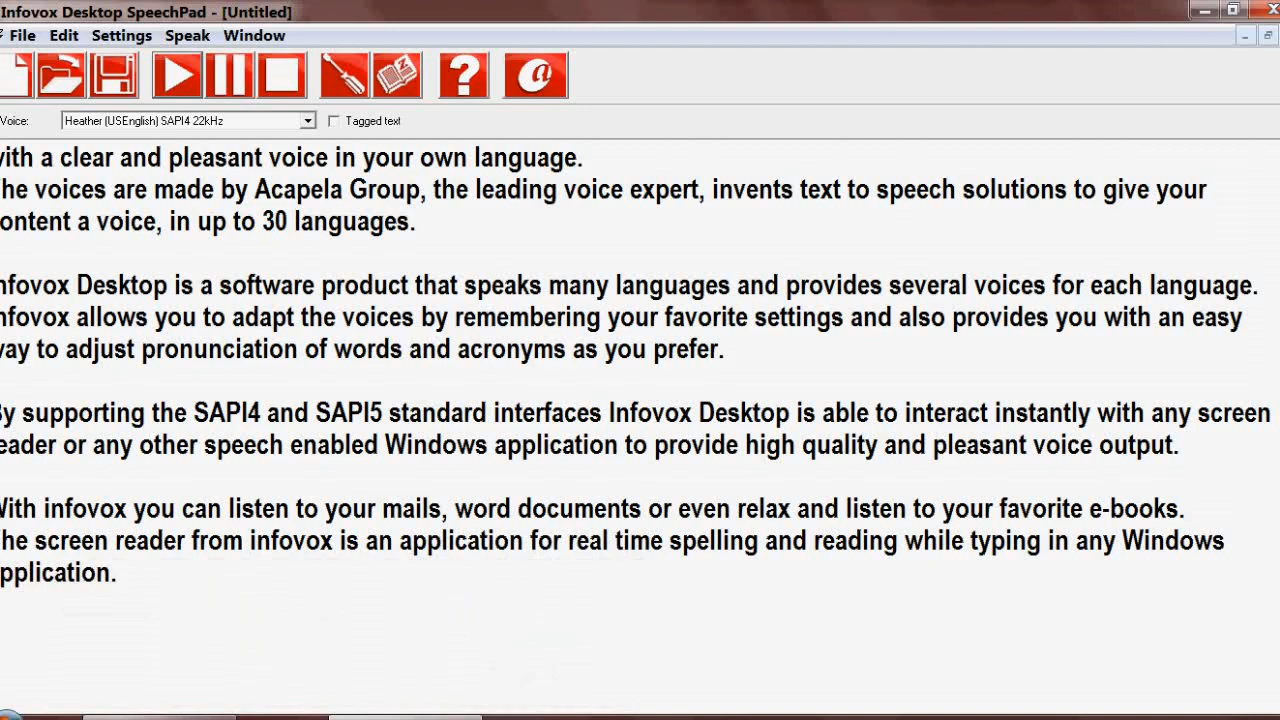 Infovox Desktop SpeechPad - [Untitled]
File Edit Settings Speak Window
Voice: Heather (USEnglish) SAPI4 22kHz Tagged text
with a clear and pleasant voice in your own language.
he voices are made by Acapela Group, the leading voice expert, invents text to speech solutions to give your
ontent a voice, in up to 30 languages.
nfovox Desktop is a software product that speaks many languages and provides several voices for each language.
nfovox allows you to adapt the voices by remembering your favorite settings and also provides you with an easy
way to adjust pronunciation of words and acronyms as you prefer.
By supporting the SAPI4 and SAPI5 standard interfaces Infovox Desktop is able to interact instantly with any screen
eader or any other speech enabled Windows application to provide high quality and pleasant voice output.
With infovox you can listen to your mails, word documents or even relax and listen to your favorite e-books.
he screen reader from infovox is an application for real time spelling and reading while typing in any Windows
pplication.